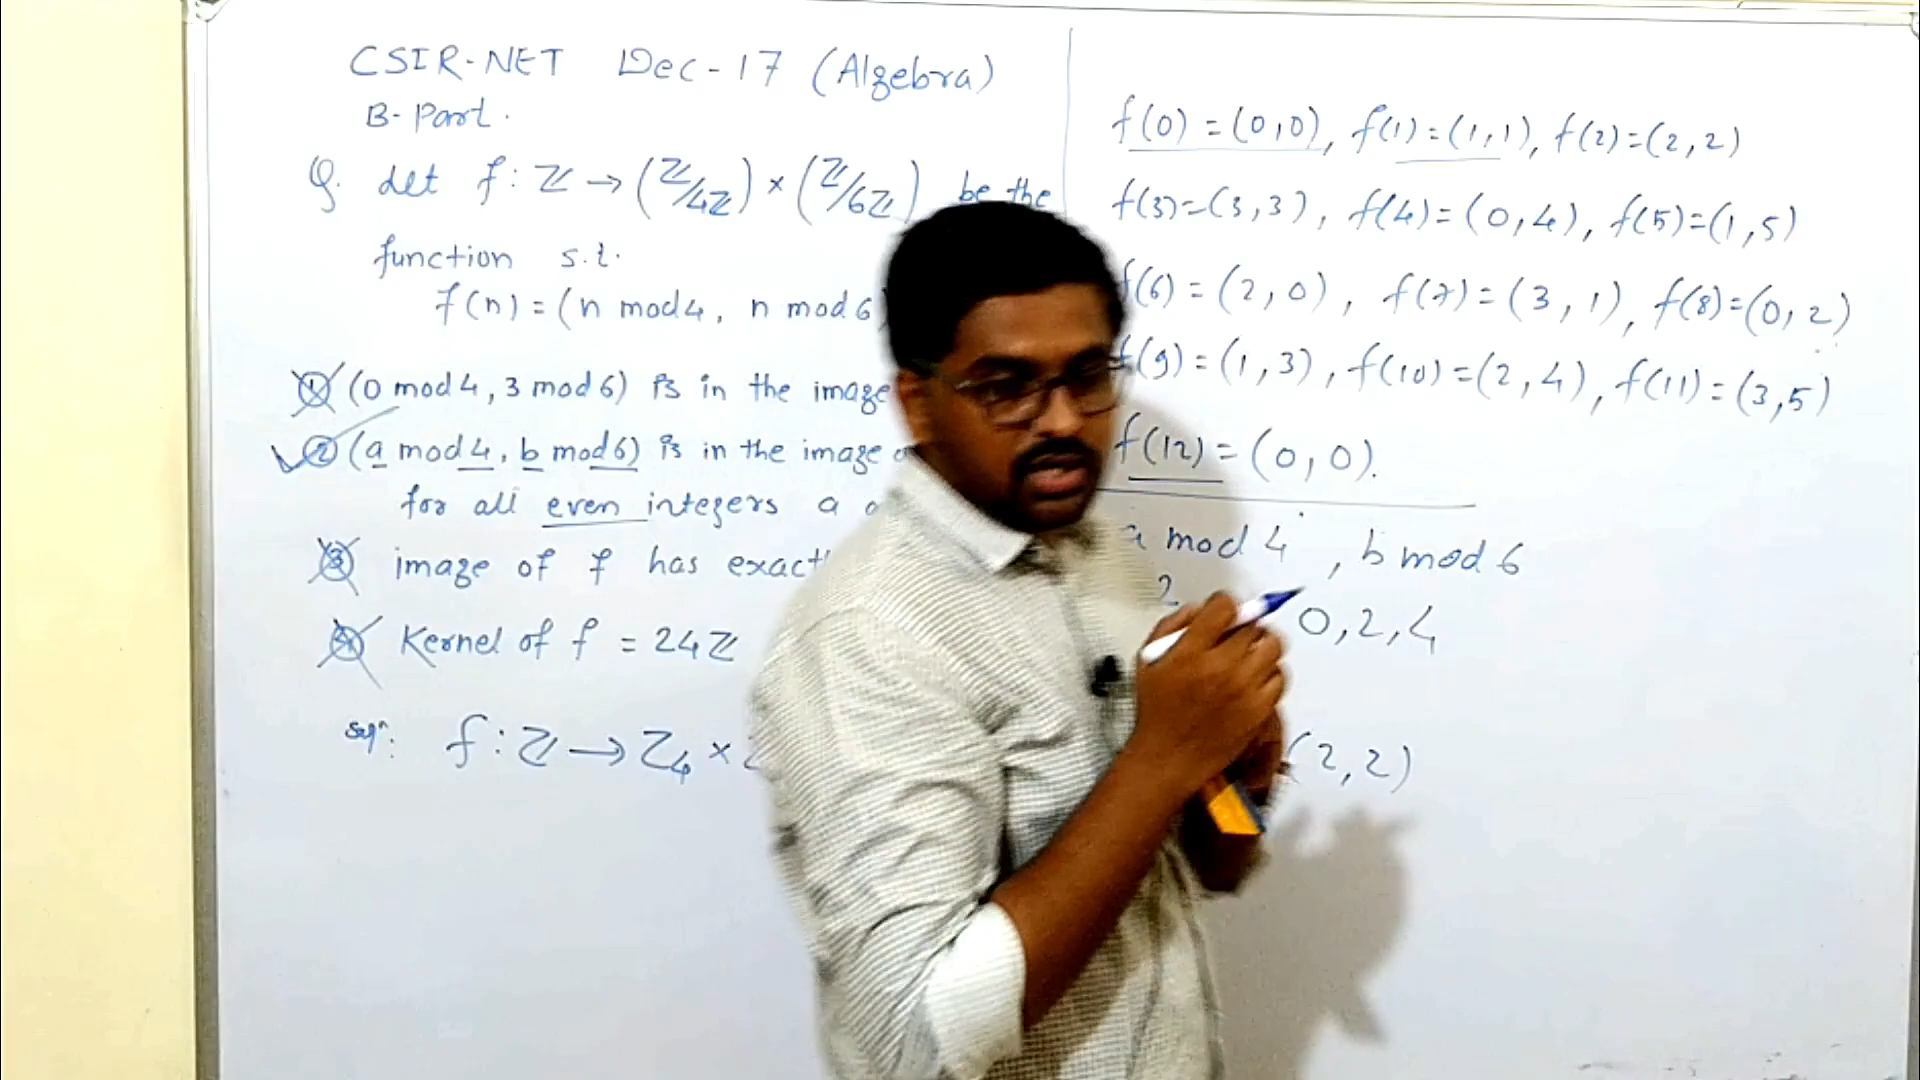 CSIR-NET Dec-17 (Algebra)
B-Part.
Q. Let f : Z → (Z/4Z) × (Z/6Z) be the
function s.t.
f(n) = (n mod 4, n mod 6)
① (0 mod 4, 3 mod 6) is in the image
② (a mod 4, b mod 6) is in the image
for all even integers a
③ image of f has
④ Kernel of f = 24Z
Solⁿ: f : Z → Z₄ ×
f(0) = (0,0), f(1) = (1,1), f(2) = (2,2)
f(3) = (3,3), f(4) = (0,4), f(5) = (1,5)
f(6) = (2,0), f(7) = (3,1), f(8) = (0,2)
f(9) = (1,3), f(10) = (2,4), f(11) = (3,5)
f(12) = (0,0).
a mod 4, b mod 6
2 0,2,4
(2,2)